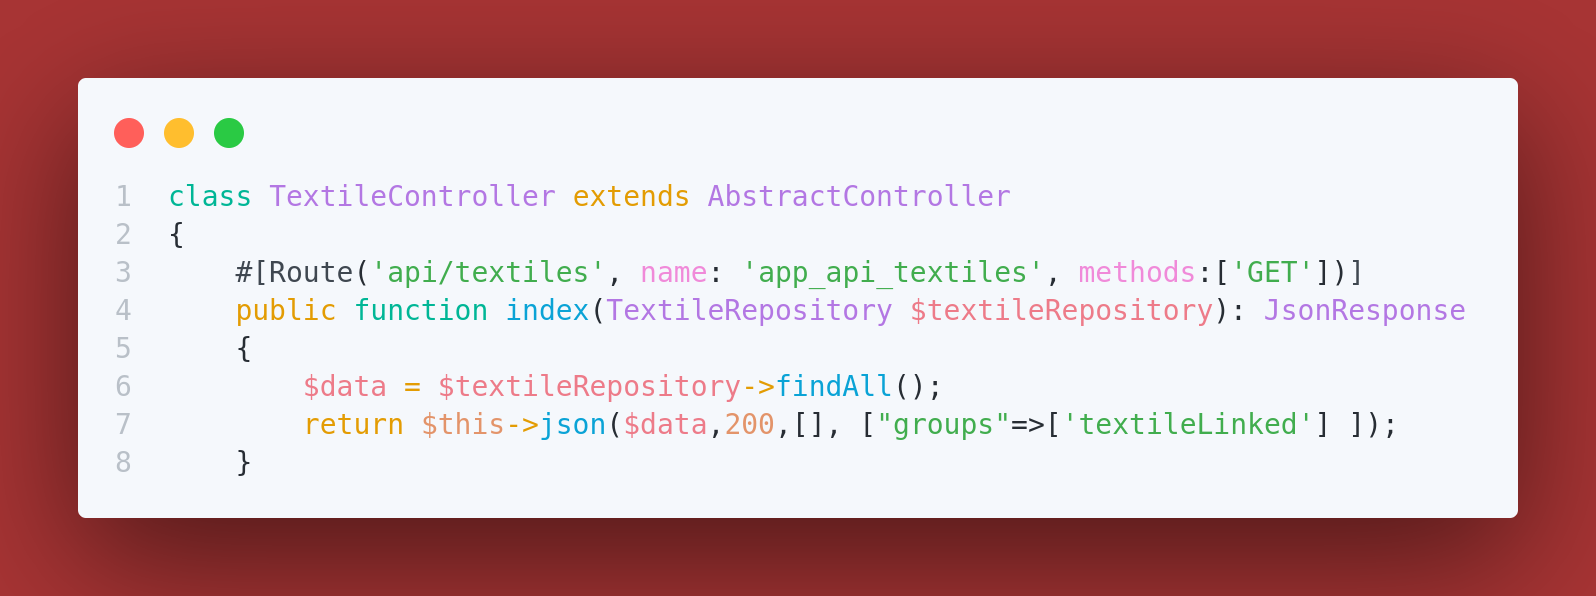 1 class TextileController extends AbstractController
2 {
3     #[Route('api/textiles', name: 'app_api_textiles', methods:['GET'])]
4     public function index(TextileRepository $textileRepository): JsonResponse
5     {
6         $data = $textileRepository->findAll();
7         return $this->json($data,200,[], ["groups"=>['textileLinked'] ]);
8     }